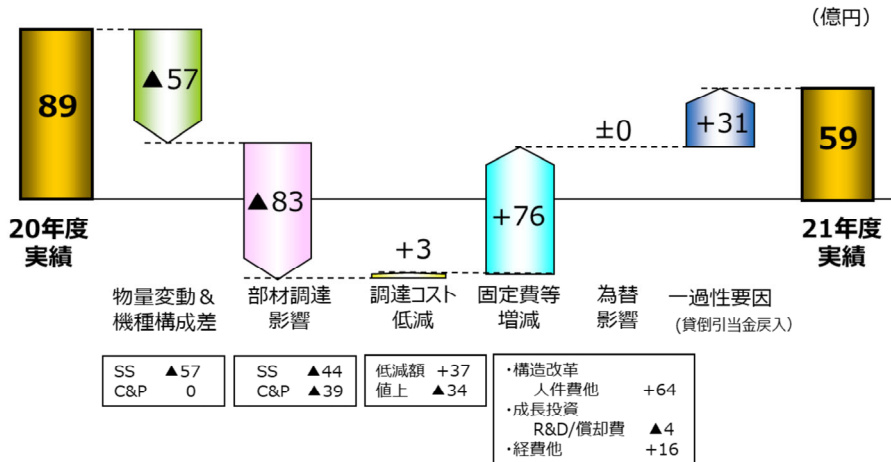 （億円）
89
▲57
▲83
+3
+76
±0
+31
59
20年度
実績
物量変動＆
機種構成差
部材調達
影響
調達コスト
低減
固定費等
増減
為替
影響
一過性要因
(貸倒引当金戻入)
21年度
実績
SS ▲57
C&P 0
SS ▲44
C&P ▲39
低減額 +37
値上 ▲34
・構造改革
人件費他 +64
・成長投資
R&D/償却費 ▲4
・経費他 +16